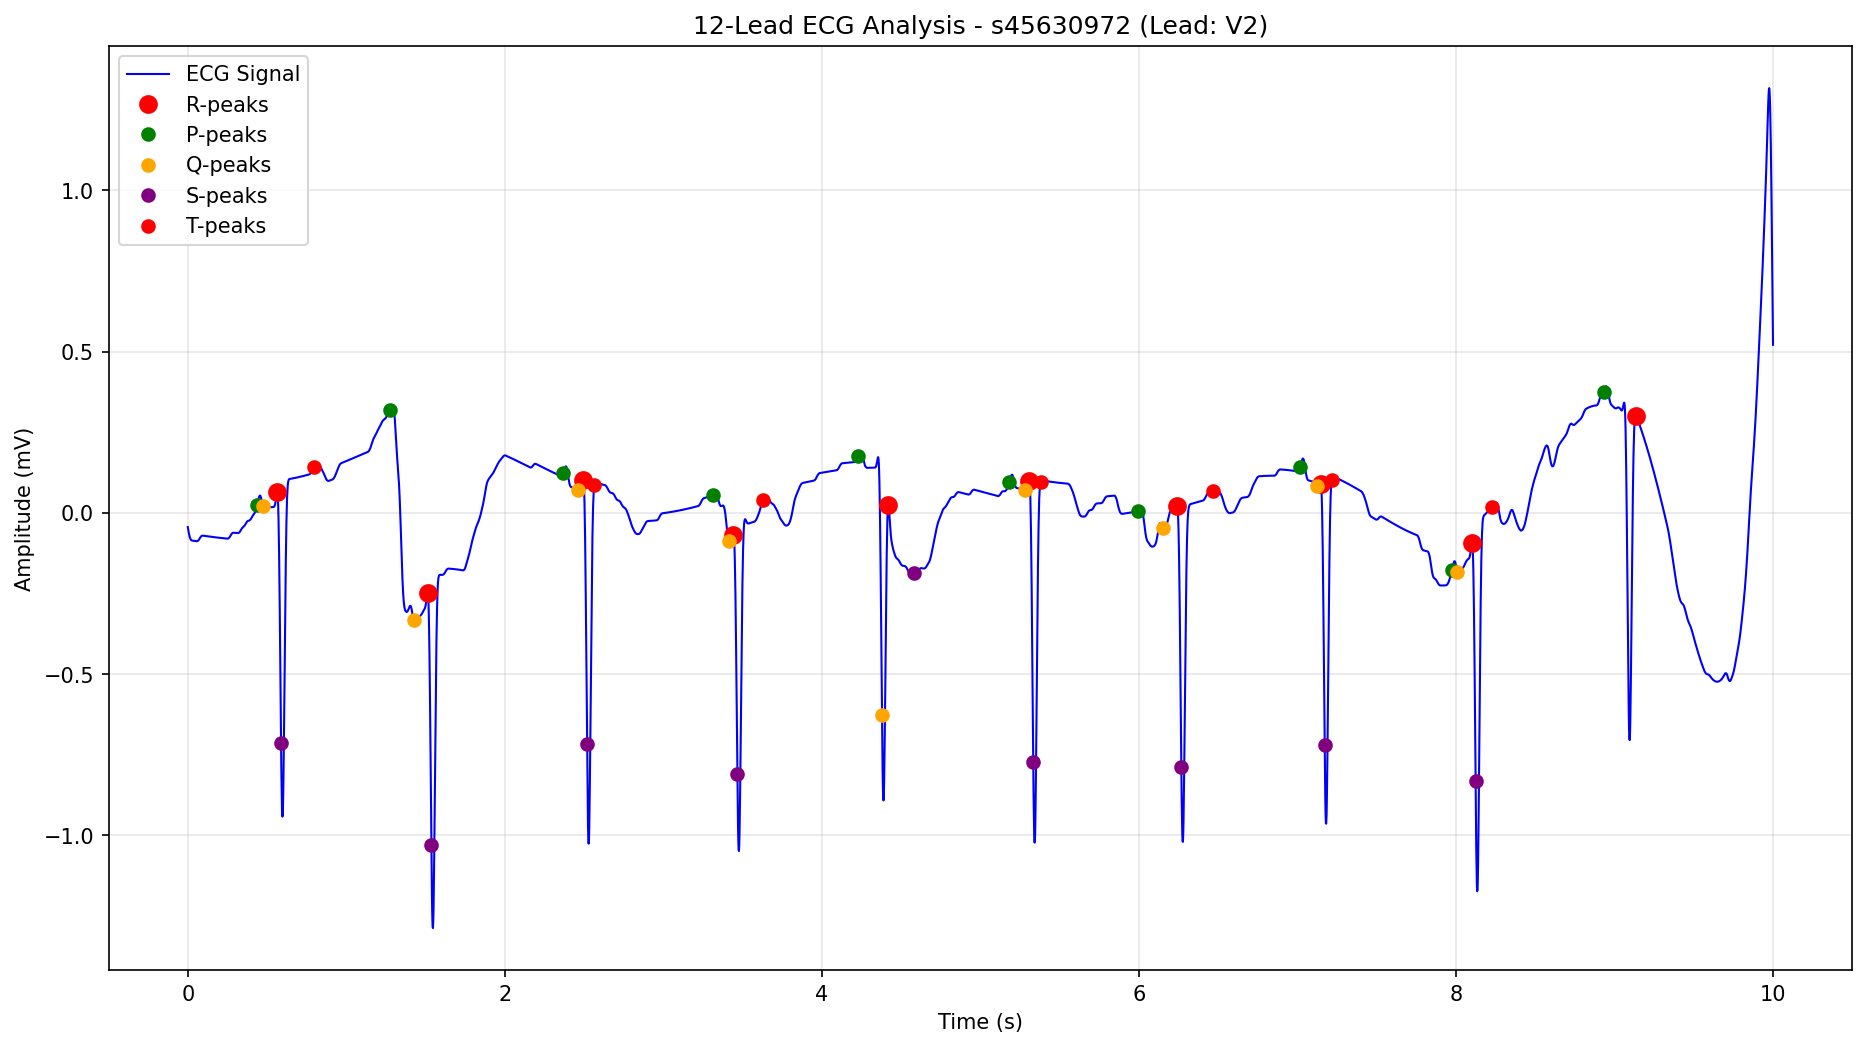 12-Lead ECG Analysis - s45630972 (Lead: V2)
ECG Signal
R-peaks
P-peaks
Q-peaks
S-peaks
T-peaks
Amplitude (mV)
1.0
0.5
0.0
−0.5
−1.0
0 2 4 6 8 10
Time (s)